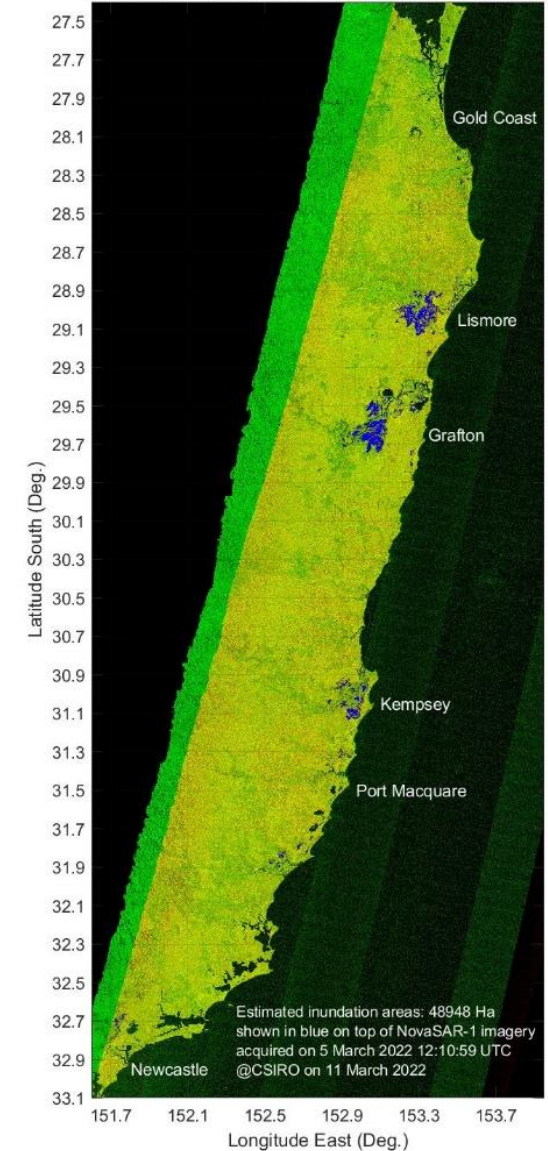 27.5
27.7
27.9
Gold Coast
28.1
28.3
28.5
28.7
28.9
Lismore
29.1
29.3
29.5
Grafton
29.7
29.9
30.1
30.3
30.5
30.7
30.9
Kempsey
31.1
31.3
31.5
Port Macquare
31.7
31.9
32.1
32.3
32.5
Estimated inundation areas: 48948 Ha
32.7
shown in blue on top of NovaSAR-1 imagery
acquired on 5 March 2022 12:10:59 UTC
32.9
@CSIRO on 11 March 2022
Newcastle
33.1
Latitude South (Deg.)
151.7 152.1 152.5 152.9 153.3 153.7
Longitude East (Deg.)